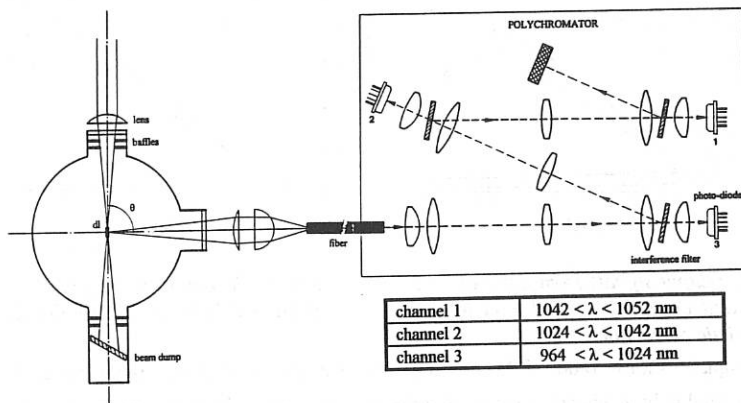 POLYCHROMATOR
lens
baffles
2
1
θ
dl
fiber
photo-diode
3
interference filter
beam dump
channel 1 1042 < λ < 1052 nm
channel 2 1024 < λ < 1042 nm
channel 3 964 < λ < 1024 nm